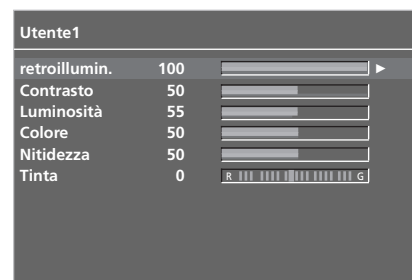 Utente1
retroillumin. 100
Contrasto 50
Luminosità 55
Colore 50
Nitidezza 50
Tinta 0 R G